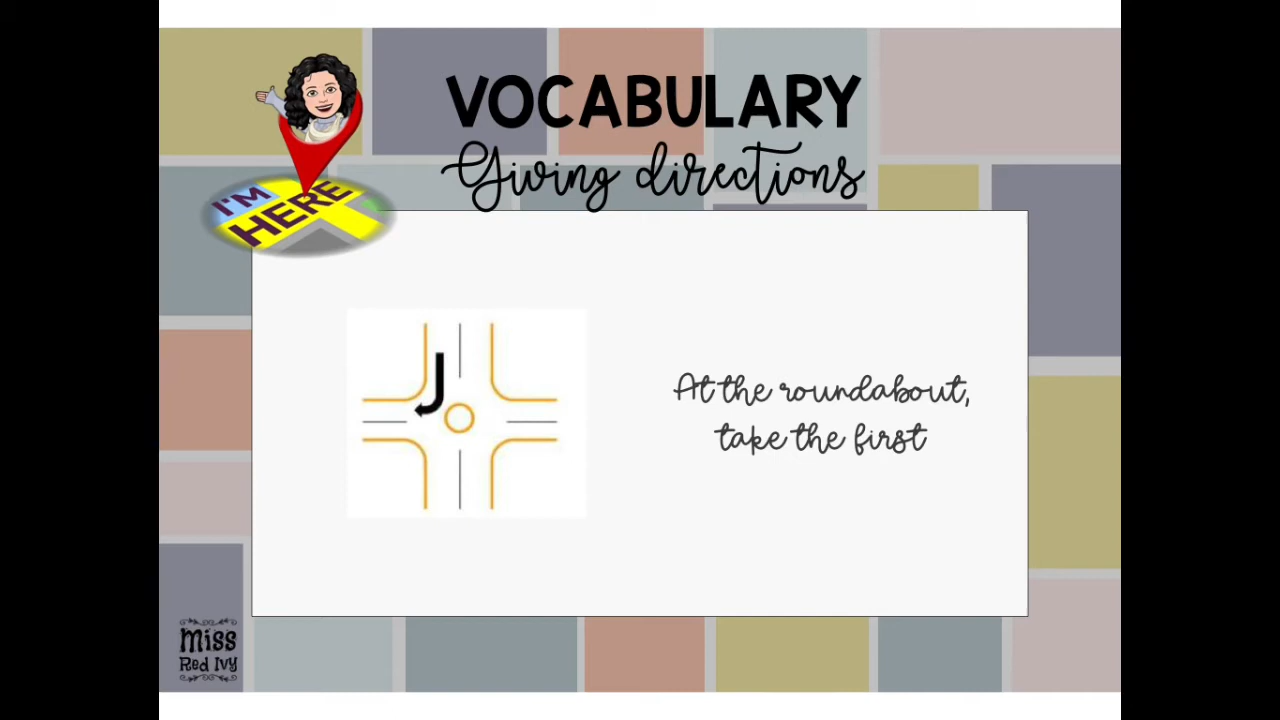 VOCABULARY
Giving directions
I'M
HERE
At the roundabout,
take the first
Miss
Red Ivy